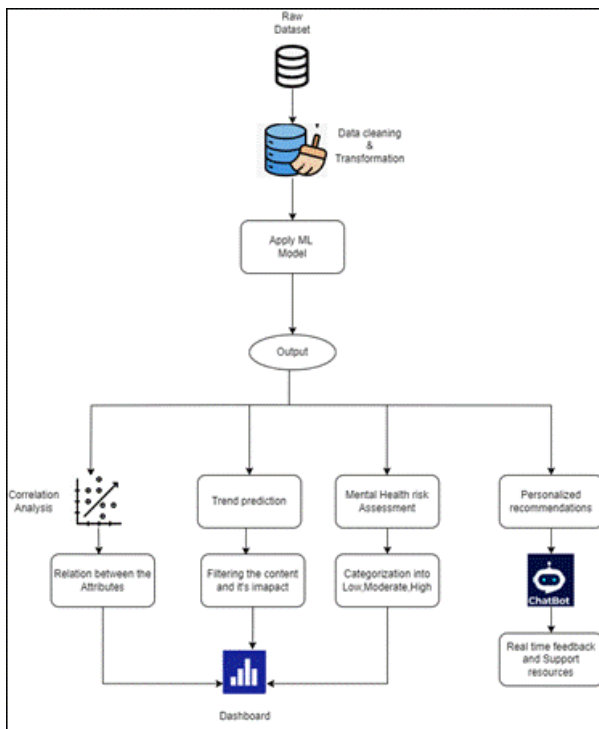 Raw
Dataset
Data cleaning
&
Transformation
Apply ML
Model
Output
Correlation
Analysis
Trend prediction
Mental Health risk
Assessment
Personalized
recommendations
Relation between the
Attributes
Filtering the content
and it's imapact
Categorization into
Low,Moderate,High
ChatBot
Real time feedback
and Support
resources
Dashboard